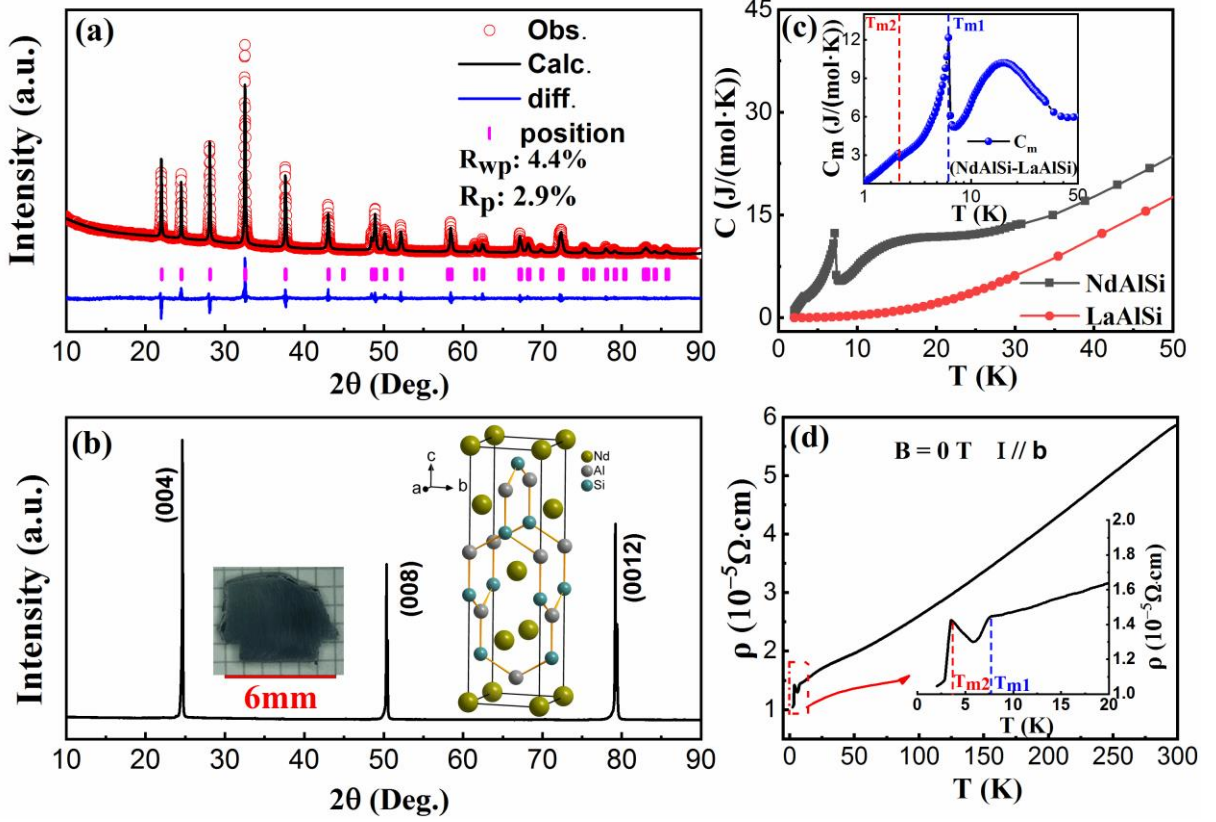 (a)
Obs.
Calc.
diff.
position
Rwp: 4.4%
Rp: 2.9%
Intensity (a.u.)
10 20 30 40 50 60 70 80 90
2θ (Deg.)
(b)
(004)
(008)
(0012)
6mm
c
a b
Nd
Al
Si
Intensity (a.u.)
10 20 30 40 50 60 70 80 90
2θ (Deg.)
(c)
Tm2
Tm1
12
9
6
3
Cm (J/(mol·K)
Cm
(NdAlSi-LaAlSi)
1 10 50
T (K)
45
30
15
0
C (J/(mol·K))
NdAlSi
LaAlSi
0 10 20 30 40 50
T (K)
(d)
B = 0 T I // b
6
5
4
3
2
1
ρ (10⁻⁵Ω·cm)
2.0
1.8
1.6
1.4
1.2
1.0
ρ (10⁻⁵Ω·cm)
Tm2
Tm1
0 5 10 15 20
T (K)
0 50 100 150 200 250 300
T (K)